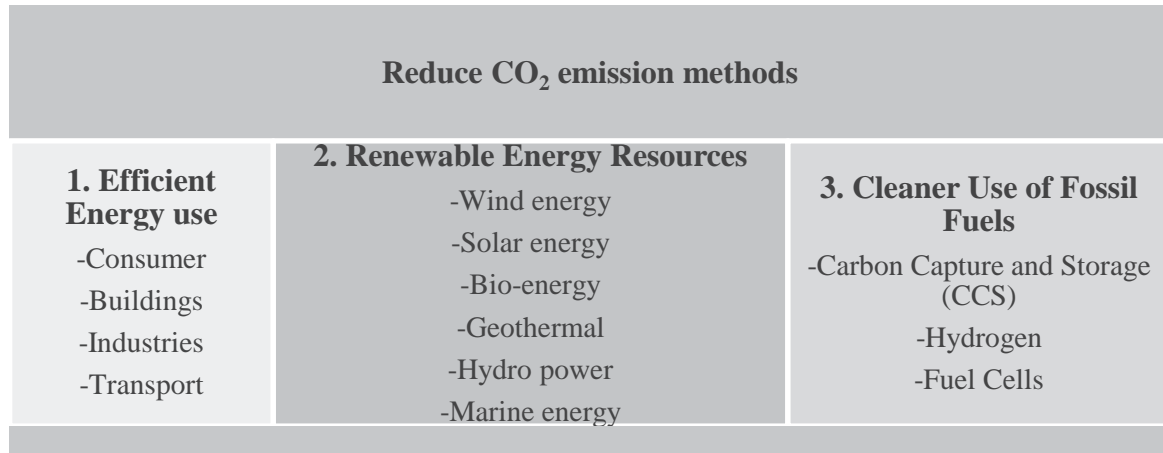 Reduce CO₂ emission methods
1. Efficient
Energy use
-Consumer
-Buildings
-Industries
-Transport
2. Renewable Energy Resources
-Wind energy
-Solar energy
-Bio-energy
-Geothermal
-Hydro power
-Marine energy
3. Cleaner Use of Fossil
Fuels
-Carbon Capture and Storage
(CCS)
-Hydrogen
-Fuel Cells